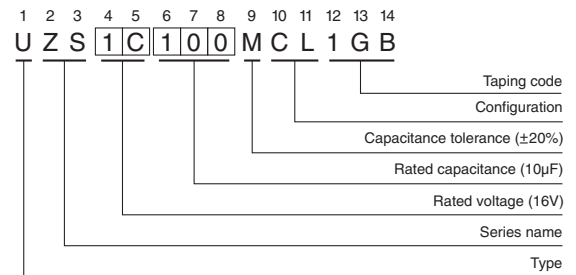 1 2 3 4 5 6 7 8 9 10 11 12 13 14
U Z S 1 C 1 0 0 M C L 1 G B
Taping code
Configuration
Capacitance tolerance (±20%)
Rated capacitance (10µF)
Rated voltage (16V)
Series name
Type